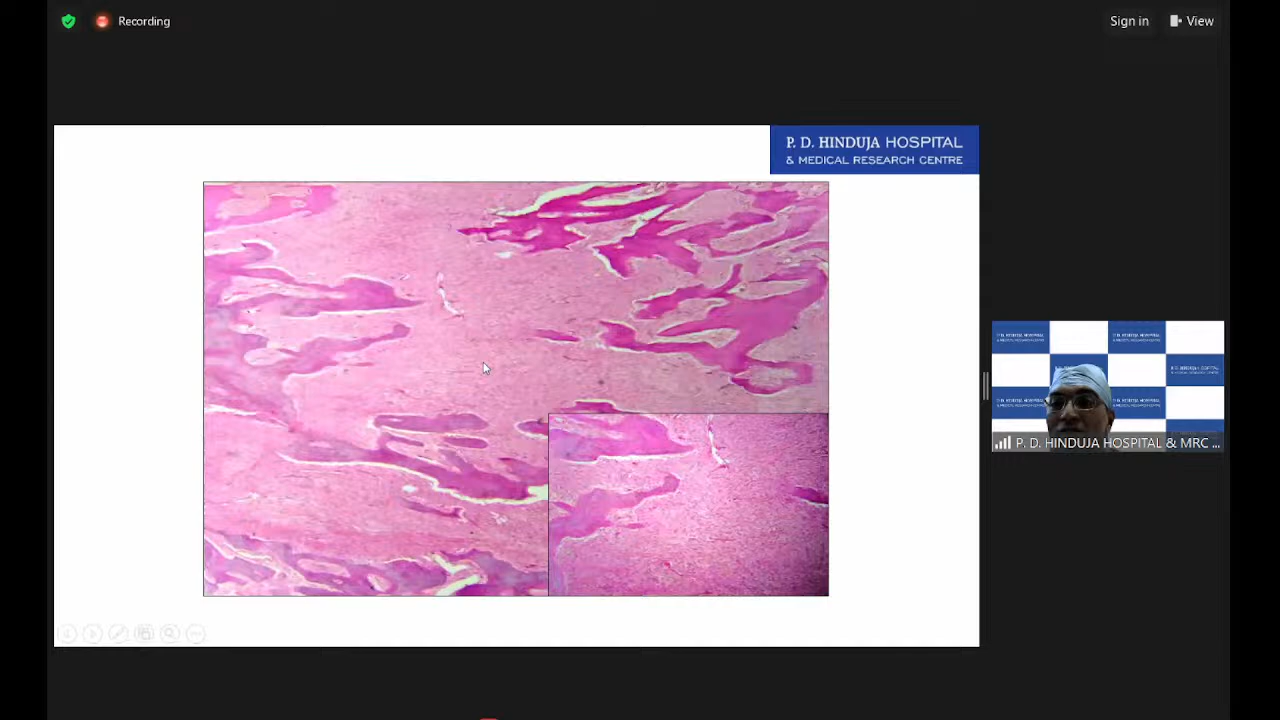 Recording
Sign in
View
P. D. HINDUJA HOSPITAL
& MEDICAL RESEARCH CENTRE
P. D. HINDUJA HOSPITAL & MRC ...